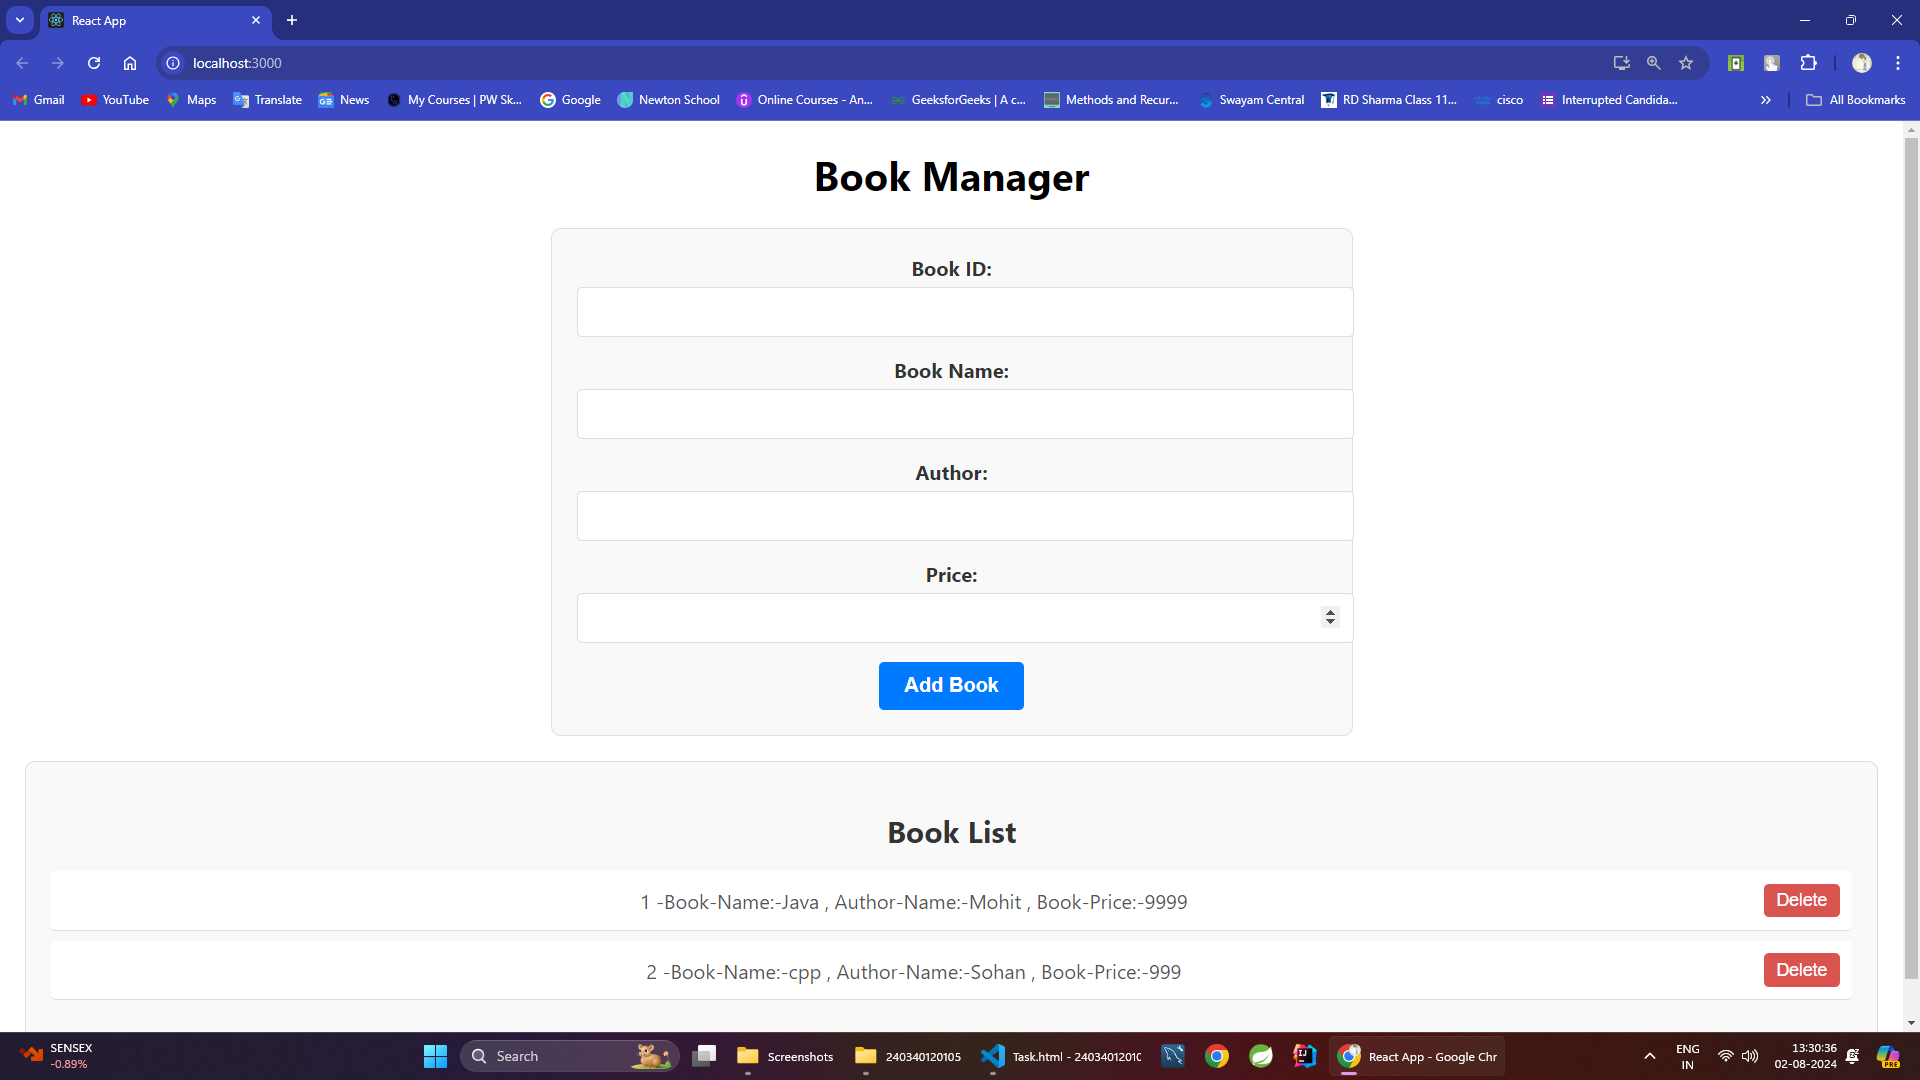 React App
localhost:3000
Gmail YouTube Maps Translate News My Courses | PW Sk... Google Newton School Online Courses - An... GeeksforGeeks | A c... Methods and Recur... Swayam Central RD Sharma Class 11... cisco Interrupted Candida... All Bookmarks
Book Manager
Book ID:
Book Name:
Author:
Price:
Add Book
Book List
1 -Book-Name:-Java , Author-Name:-Mohit , Book-Price:-9999 Delete
2 -Book-Name:-cpp , Author-Name:-Sohan , Book-Price:-999 Delete
SENSEX
-0.89%
Search
Screenshots
240340120105
Task.html - 2403401201
React App - Google Chr
ENG
IN
13:30:36
02-08-2024
PRE